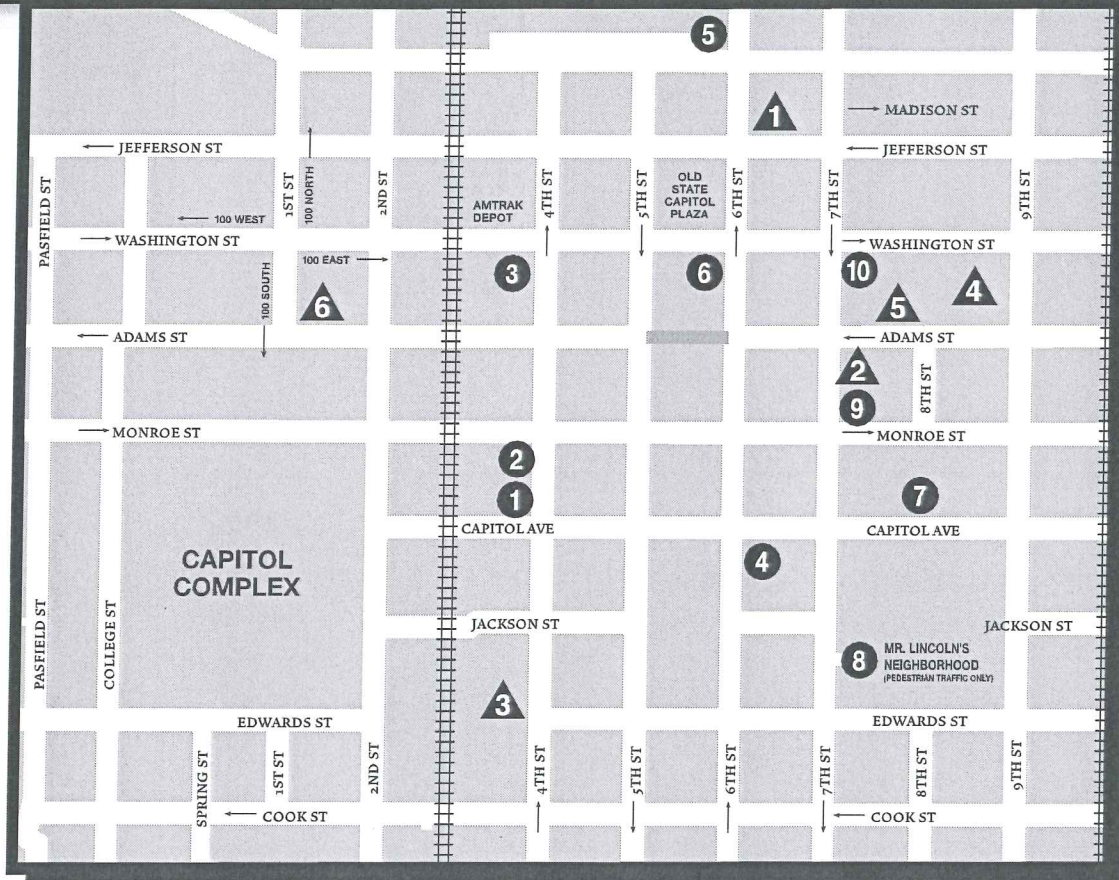 5
1
← MADISON ST
← JEFFERSON ST
← JEFFERSON ST
PASFIELD ST
1ST ST
100 NORTH
2ND ST
AMTRAK
DEPOT
4TH ST
5TH ST
OLD
STATE
CAPITOL
PLAZA
6TH ST
7TH ST
9TH ST
100 WEST
WASHINGTON ST
WASHINGTON ST
100 EAST
100 SOUTH
6
3
6
10
5
4
ADAMS ST
ADAMS ST
2
9
8TH ST
MONROE ST
MONROE ST
2
1
7
CAPITOL AVE
CAPITOL AVE
CAPITOL
COMPLEX
4
PASFIELD ST
COLLEGE ST
JACKSON ST
JACKSON ST
8
MR. LINCOLN'S
NEIGHBORHOOD
(PEDESTRIAN TRAFFIC ONLY)
3
EDWARDS ST
EDWARDS ST
SPRING ST
1ST ST
2ND ST
4TH ST
5TH ST
6TH ST
7TH ST
8TH ST
9TH ST
COOK ST
COOK ST